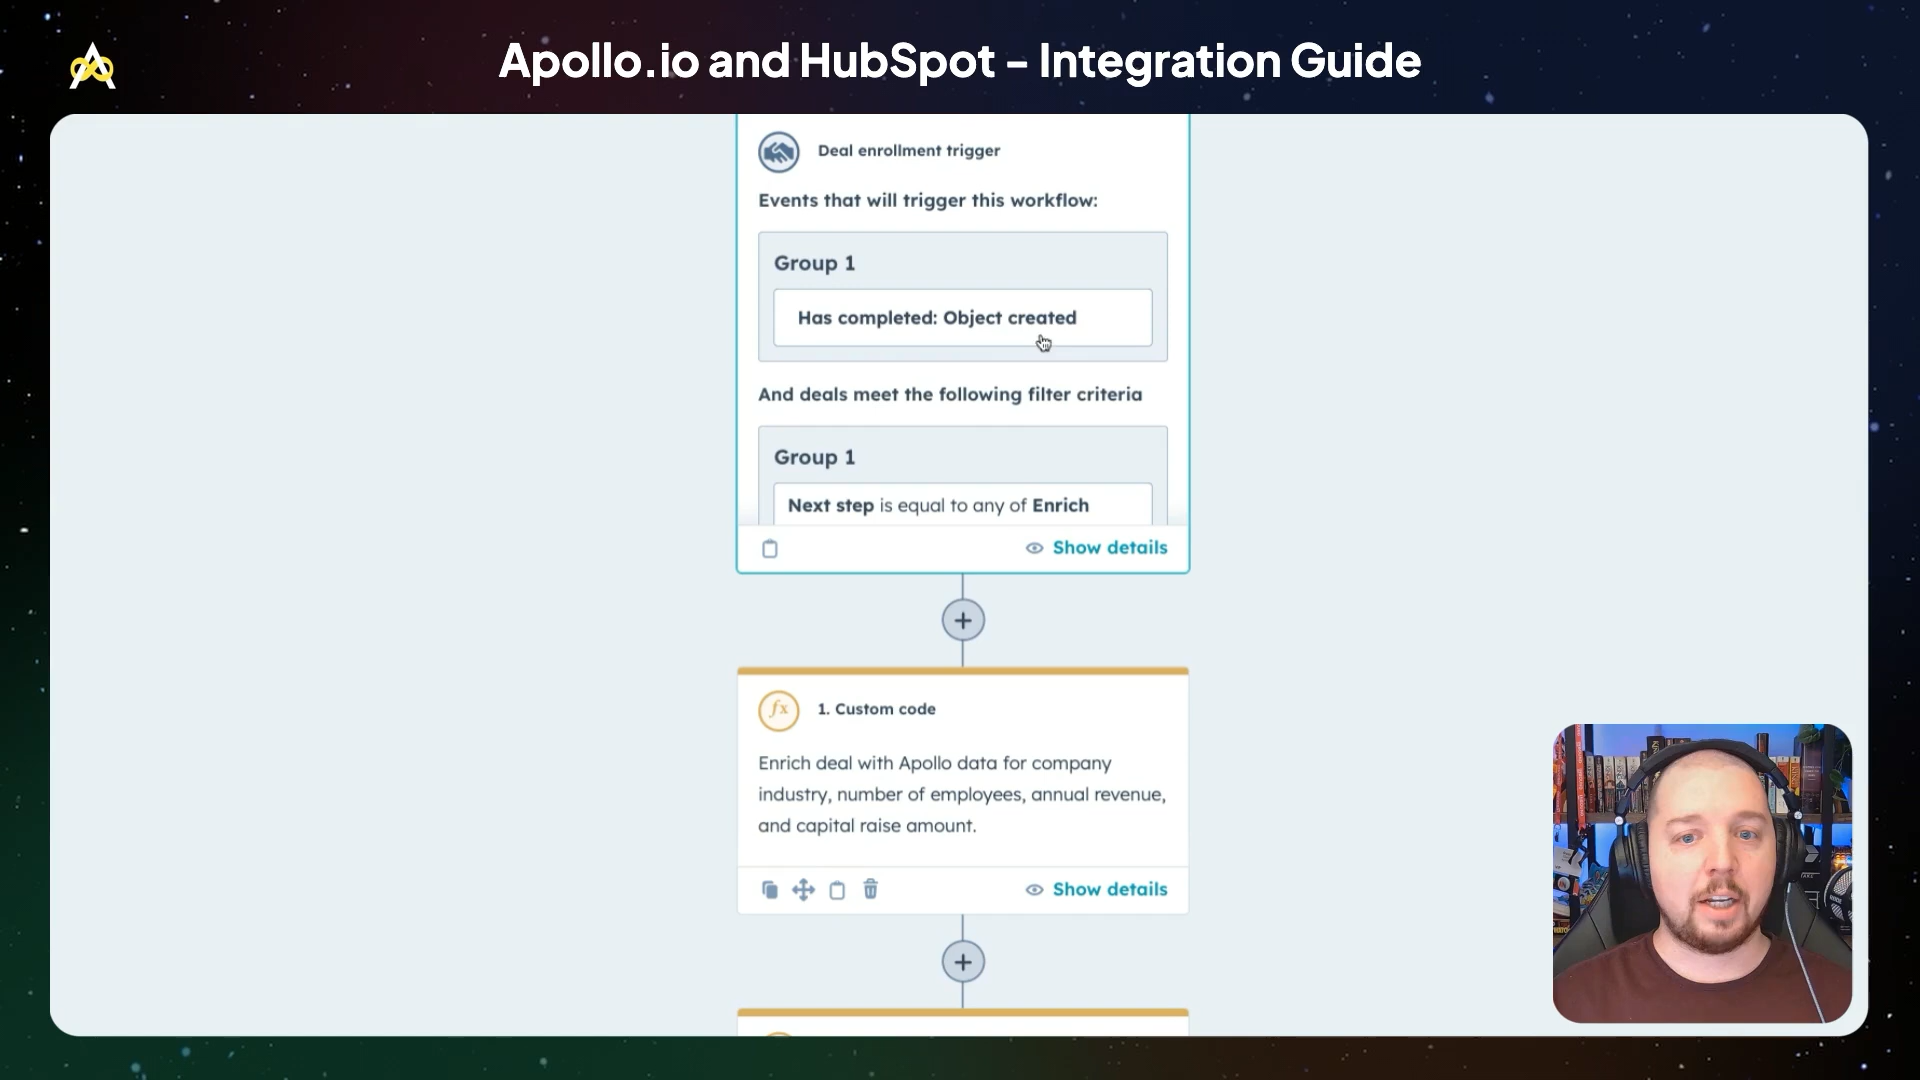 Apollo.io and HubSpot – Integration Guide
Deal enrollment trigger
Events that will trigger this workflow:
Group 1
Has completed: Object created
And deals meet the following filter criteria
Group 1
Next step is equal to any of Enrich
Show details
1. Custom code
Enrich deal with Apollo data for company
industry, number of employees, annual revenue,
and capital raise amount.
Show details